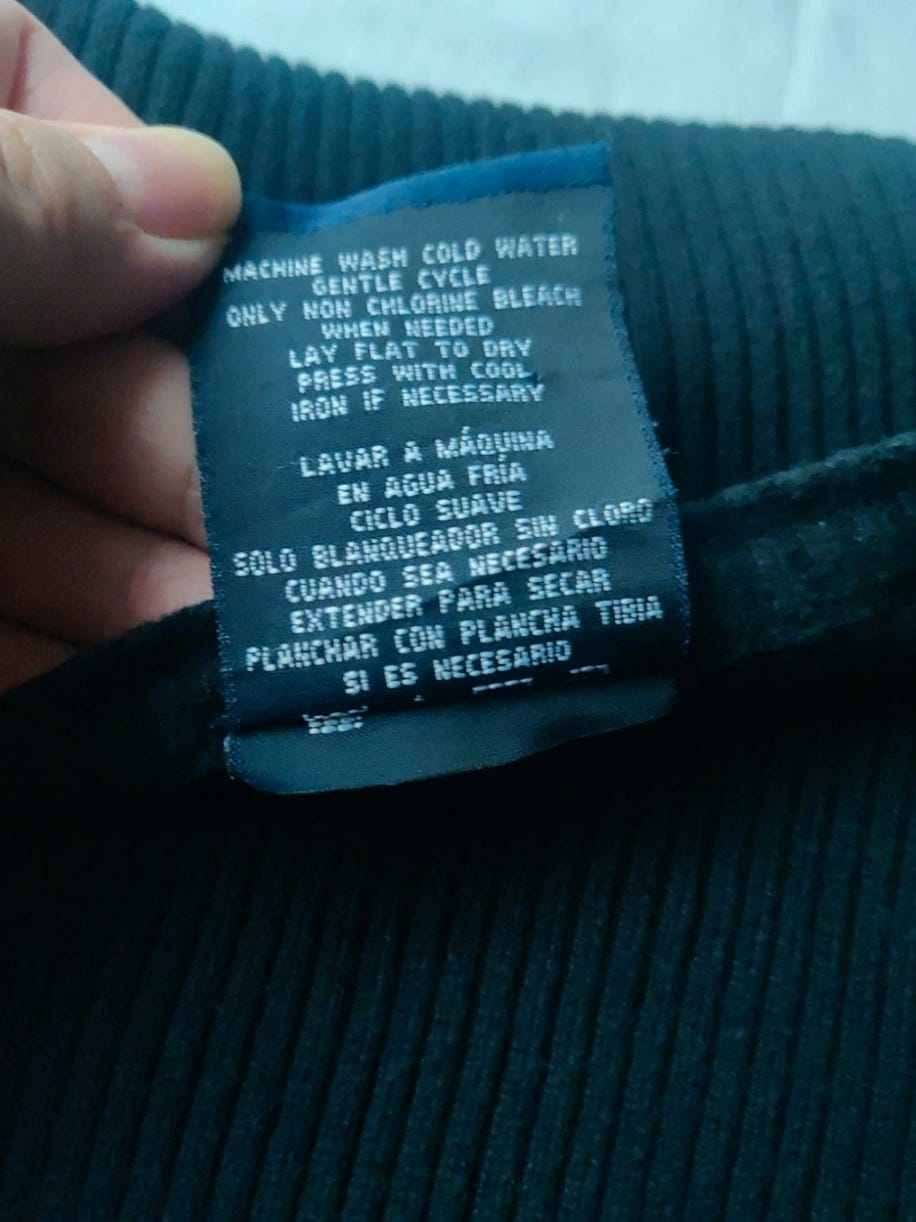 MACHINE WASH COLD WATER
GENTLE CYCLE
ONLY NON CHLORINE BLEACH
WHEN NEEDED
LAY FLAT TO DRY
PRESS WITH COOL
IRON IF NECESSARY
LAVAR A MÁQUINA
EN AGUA FRÍA
CICLO SUAVE
SOLO BLANQUEADOR SIN CLORO
CUANDO SEA NECESARIO
EXTENDER PARA SECAR
PLANCHAR CON PLANCHA TIBIA
SI ES NECESARIO